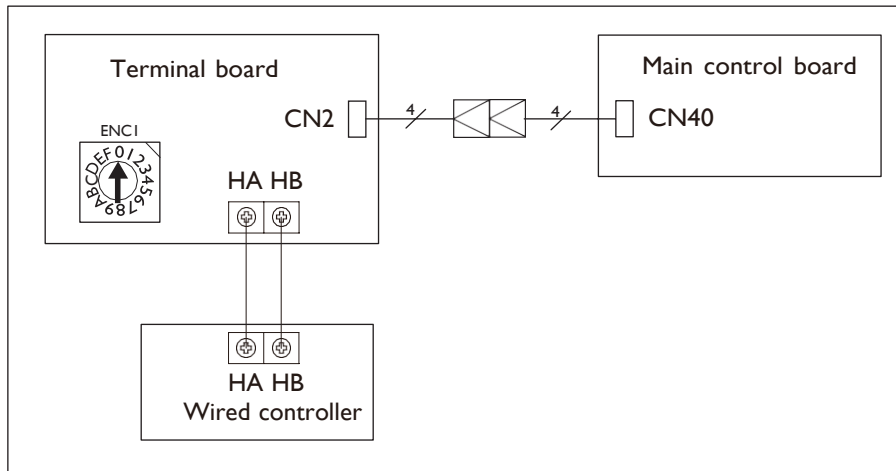 Terminal board
Main control board
CN2
4
4
CN40
ENC1
0123456789ABCDEF
HA HB
HA HB
Wired controller